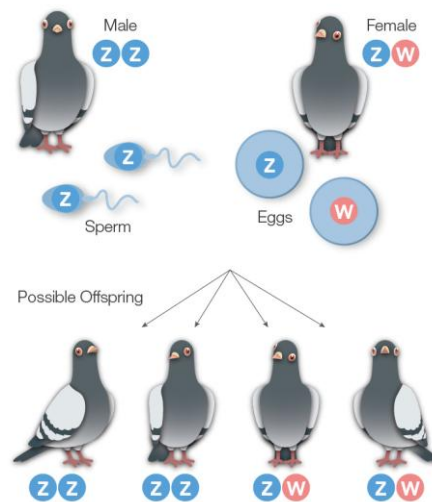 Male
Z Z
Female
Z W
Z
Z
Sperm
Z
W
Eggs
Possible Offspring
Z Z
Z Z
Z W
Z W